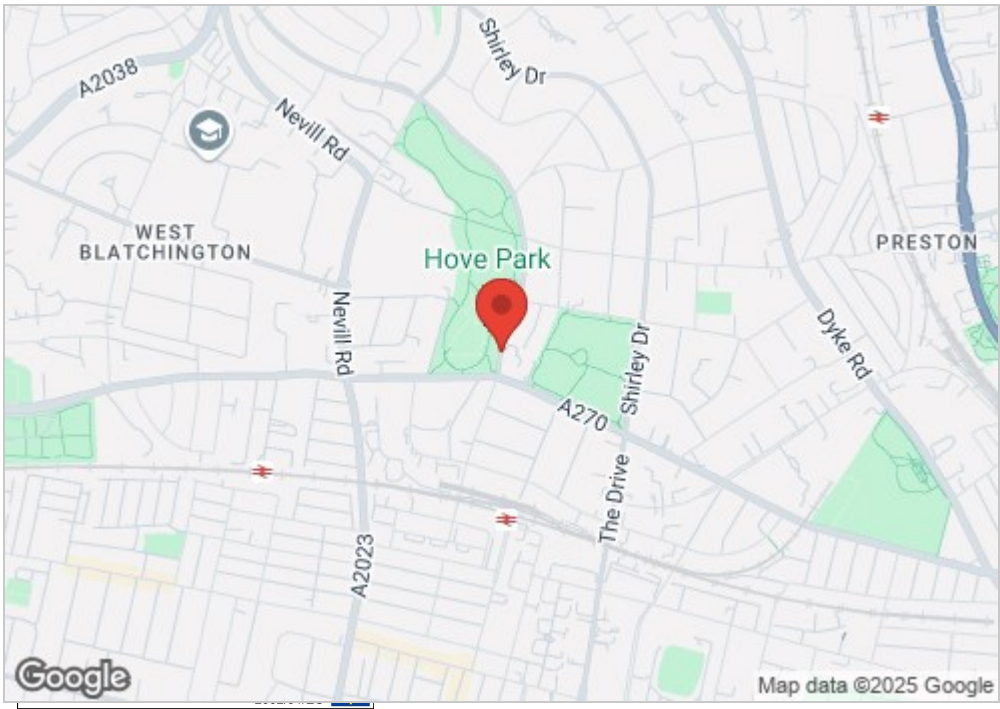 Shirley Dr
A2038
Nevill Rd
WEST
BLATCHINGTON
PRESTON
Hove Park
Nevill Rd
Shirley Dr
Dyke Rd
A270
The Drive
A2023
Google
Map data ©2025 Google